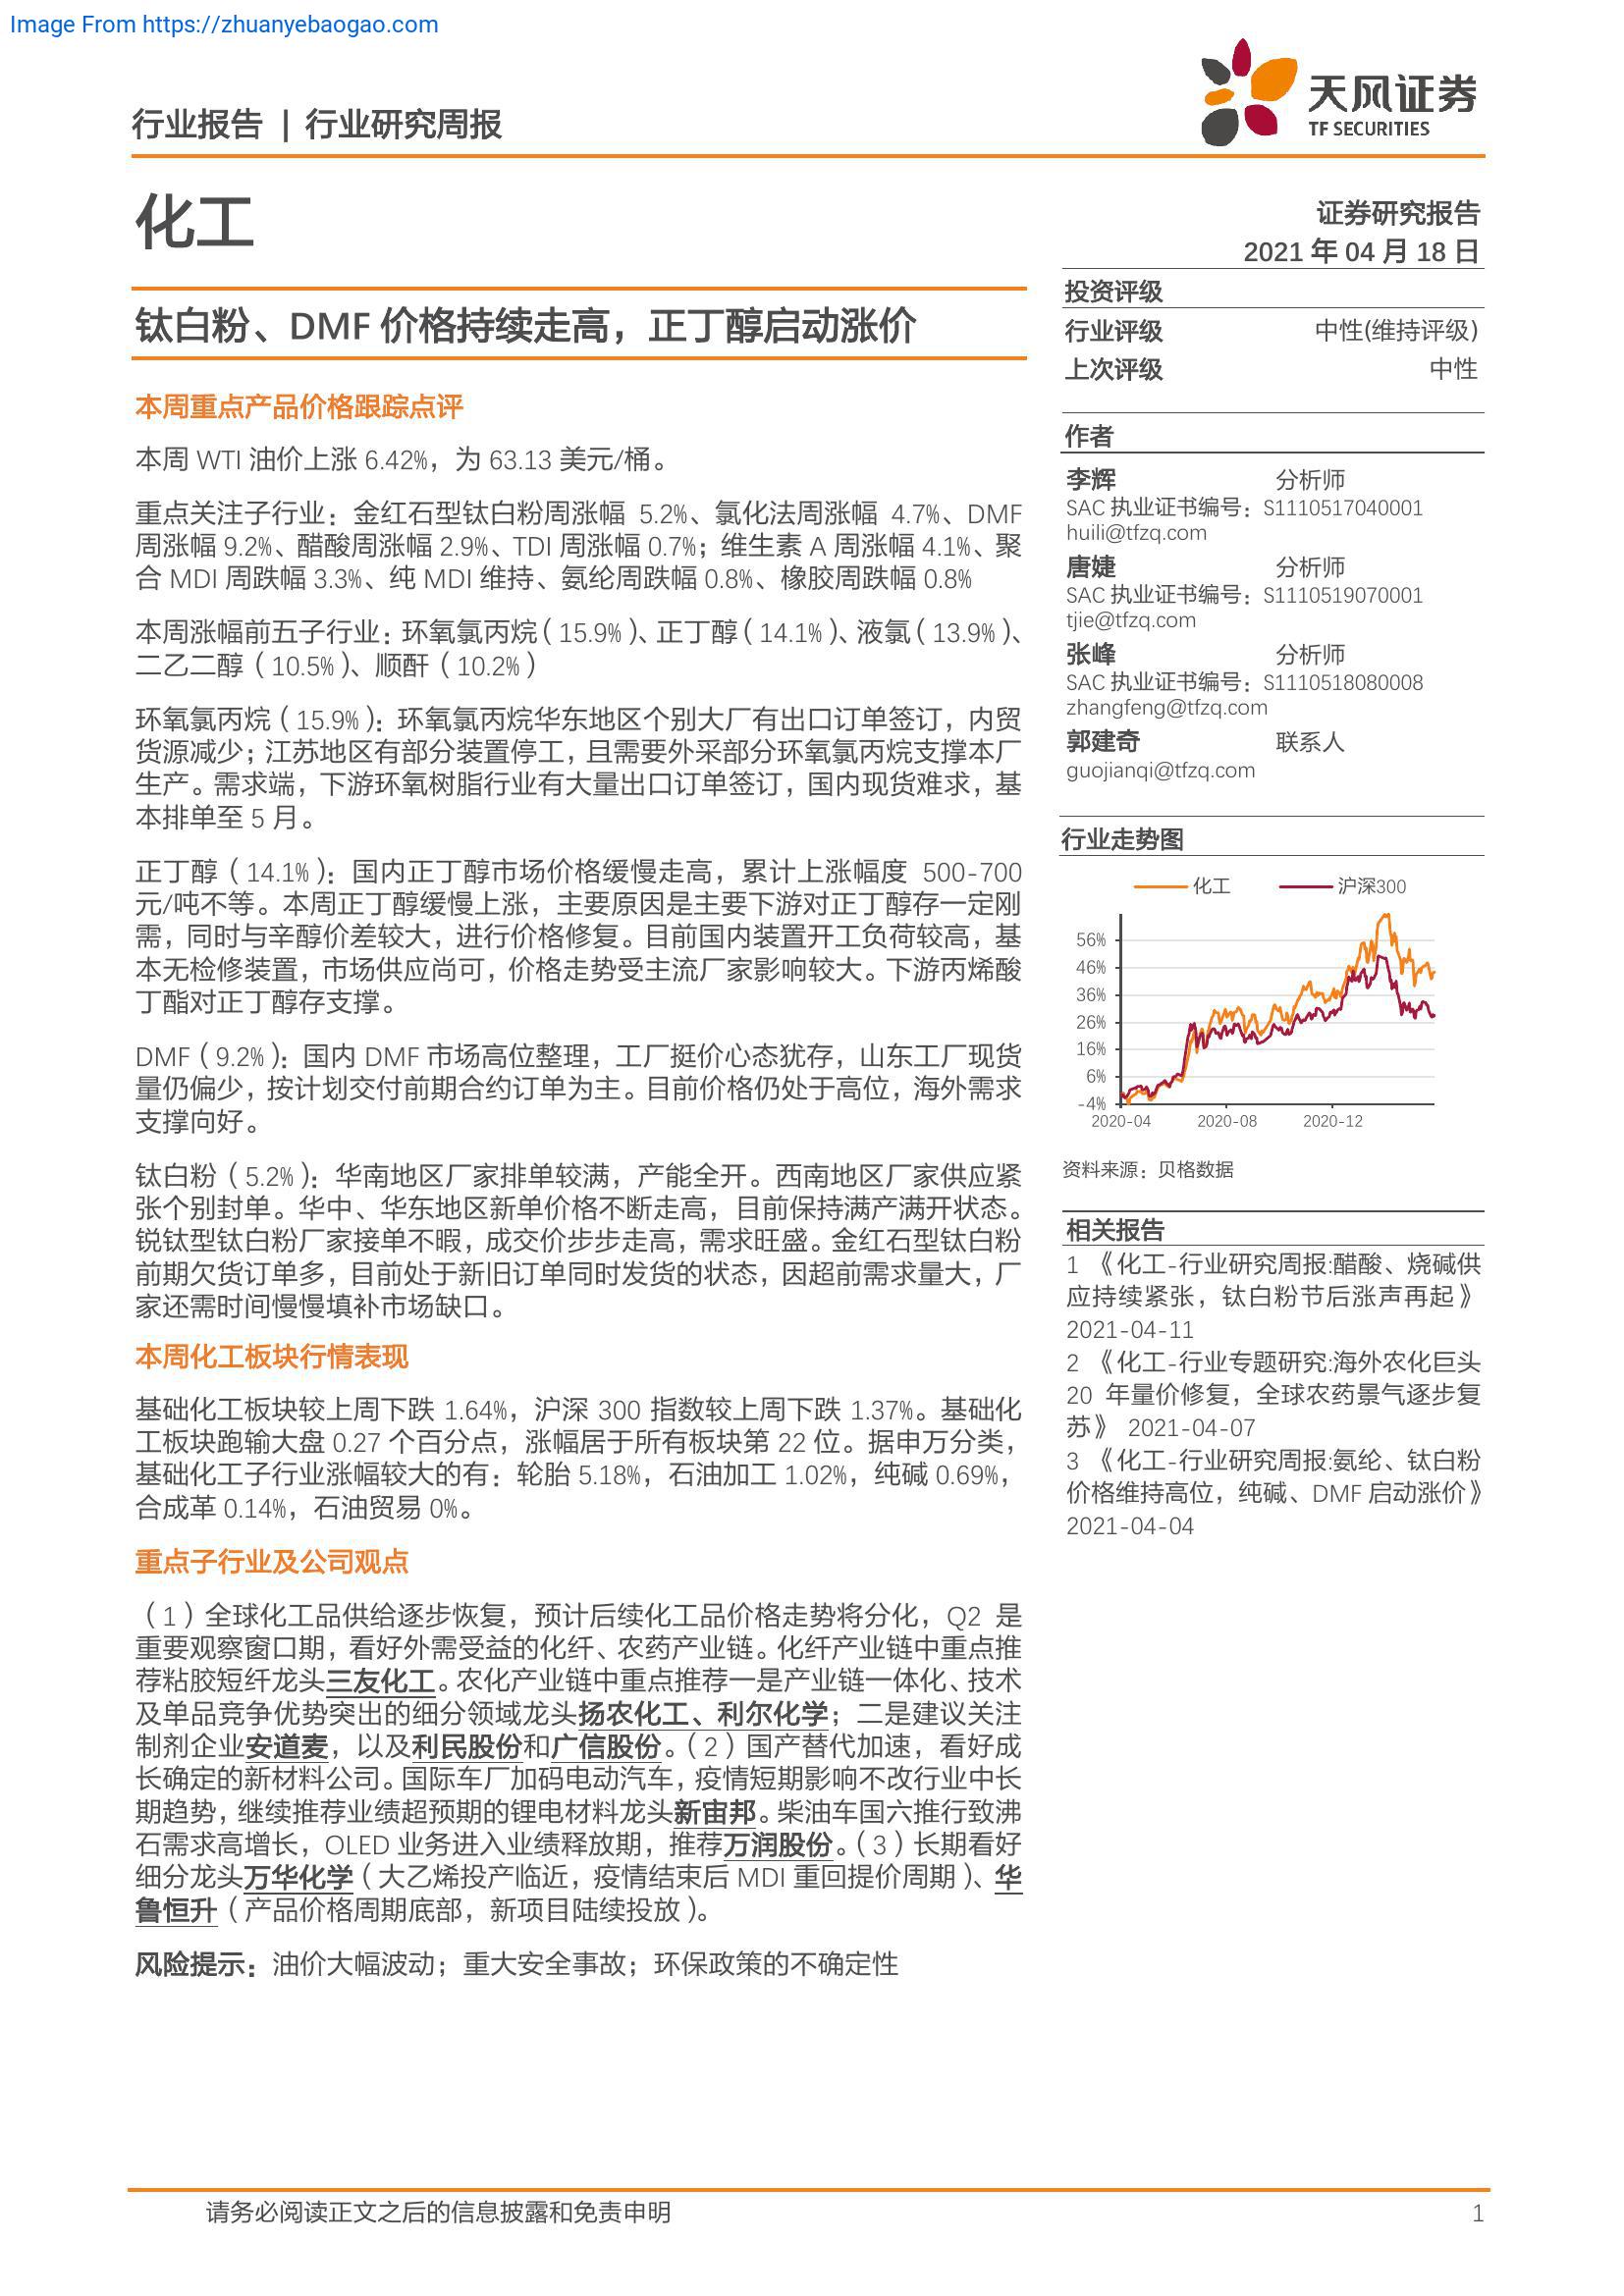 Image From https://zhuanyebaogao.com
天风证券
TF SECURITIES
行业报告 | 行业研究周报
化工
证券研究报告
2021 年 04 月 18 日
钛白粉、DMF 价格持续走高，正丁醇启动涨价
本周重点产品价格跟踪点评
本周 WTI 油价上涨 6.42%，为 63.13 美元/桶。
重点关注子行业：金红石型钛白粉周涨幅 5.2%、氯化法周涨幅 4.7%、DMF
周涨幅 9.2%、醋酸周涨幅 2.9%、TDI 周涨幅 0.7%；维生素 A 周涨幅 4.1%、聚
合 MDI 周跌幅 3.3%、纯 MDI 维持、氨纶周跌幅 0.8%、橡胶周跌幅 0.8%
本周涨幅前五子行业：环氧氯丙烷（15.9%）、正丁醇（14.1%）、液氯（13.9%）、
二乙二醇（10.5%）、顺酐（10.2%）
环氧氯丙烷（15.9%）：环氧氯丙烷华东地区个别大厂有出口订单签订，内贸
货源减少；江苏地区有部分装置停工，且需要外采部分环氧氯丙烷支撑本厂
生产。需求端，下游环氧树脂行业有大量出口订单签订，国内现货难求，基
本排单至 5 月。
正丁醇（14.1%）：国内正丁醇市场价格缓慢走高，累计上涨幅度 500-700
元/吨不等。本周正丁醇缓慢上涨，主要原因是主要下游对正丁醇存一定刚
需，同时与辛醇价差较大，进行价格修复。目前国内装置开工负荷较高，基
本无检修装置，市场供应尚可，价格走势受主流厂家影响较大。下游丙烯酸
丁酯对正丁醇存支撑。
DMF（9.2%）：国内 DMF 市场高位整理，工厂挺价心态犹存，山东工厂现货
量仍偏少，按计划交付前期合约订单为主。目前价格仍处于高位，海外需求
支撑向好。
钛白粉（5.2%）：华南地区厂家排单较满，产能全开。西南地区厂家供应紧
张个别封单。华中、华东地区新单价格不断走高，目前保持满产满开状态。
锐钛型钛白粉厂家接单不暇，成交价步步走高，需求旺盛。金红石型钛白粉
前期欠货订单多，目前处于新旧订单同时发货的状态，因超前需求量大，厂
家还需时间慢慢填补市场缺口。
本周化工板块行情表现
基础化工板块较上周下跌 1.64%，沪深 300 指数较上周下跌 1.37%。基础化
工板块跑输大盘 0.27 个百分点，涨幅居于所有板块第 22 位。据申万分类，
基础化工子行业涨幅较大的有：轮胎 5.18%，石油加工 1.02%，纯碱 0.69%，
合成革 0.14%，石油贸易 0%。
重点子行业及公司观点
（1）全球化工品供给逐步恢复，预计后续化工品价格走势将分化，Q2 是
重要观察窗口期，看好外需受益的化纤、农药产业链。化纤产业链中重点推
荐粘胶短纤龙头三友化工。农化产业链中重点推荐一是产业链一体化、技术
及单品竞争优势突出的细分领域龙头扬农化工、利尔化学；二是建议关注
制剂企业安道麦，以及利民股份和广信股份。（2）国产替代加速，看好成
长确定的新材料公司。国际车厂加码电动汽车，疫情短期影响不改行业中长
期趋势，继续推荐业绩超预期的锂电材料龙头新宙邦。柴油车国六推行致沸
石需求高增长，OLED 业务进入业绩释放期，推荐万润股份。（3）长期看好
细分龙头万华化学（大乙烯投产临近，疫情结束后 MDI 重回提价周期）、华
鲁恒升（产品价格周期底部，新项目陆续投放）。
风险提示：油价大幅波动；重大安全事故；环保政策的不确定性
投资评级
行业评级 中性(维持评级)
上次评级 中性
作者
李辉 分析师
SAC 执业证书编号：S1110517040001
huili@tfzq.com
唐婕 分析师
SAC 执业证书编号：S1110519070001
tjie@tfzq.com
张峰 分析师
SAC 执业证书编号：S1110518080008
zhangfeng@tfzq.com
郭建奇 联系人
guojianqi@tfzq.com
行业走势图
化工 沪深300
56%
46%
36%
26%
16%
6%
-4%
2020-04 2020-08 2020-12
资料来源：贝格数据
相关报告
1 《化工-行业研究周报:醋酸、烧碱供
应持续紧张，钛白粉节后涨声再起》
2021-04-11
2 《化工-行业专题研究:海外农化巨头
20 年量价修复，全球农药景气逐步复
苏》 2021-04-07
3 《化工-行业研究周报:氨纶、钛白粉
价格维持高位，纯碱、DMF 启动涨价》
2021-04-04
请务必阅读正文之后的信息披露和免责申明 1